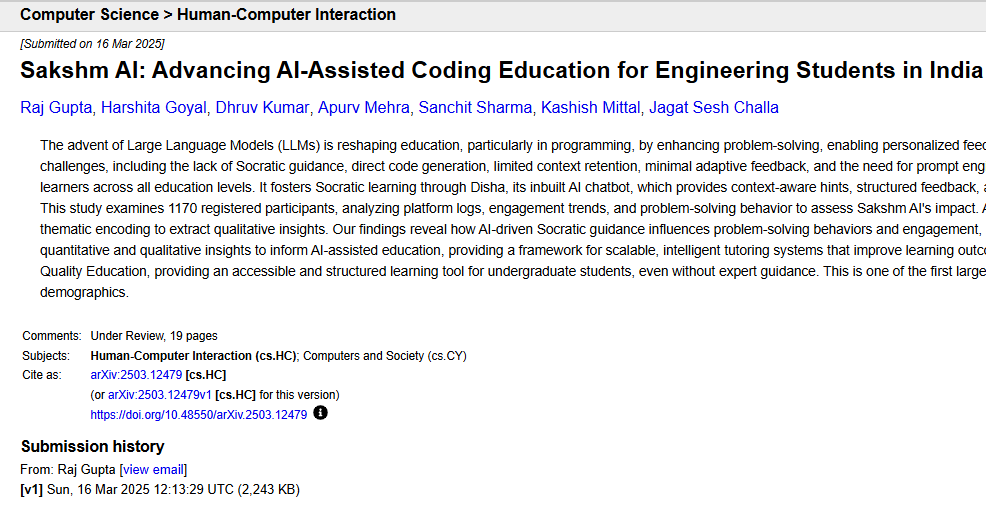 Computer Science > Human-Computer Interaction
[Submitted on 16 Mar 2025]
Sakshm AI: Advancing AI-Assisted Coding Education for Engineering Students in India
Raj Gupta, Harshita Goyal, Dhruv Kumar, Apurv Mehra, Sanchit Sharma, Kashish Mittal, Jagat Sesh Challa
The advent of Large Language Models (LLMs) is reshaping education, particularly in programming, by enhancing problem-solving, enabling personalized feed
challenges, including the lack of Socratic guidance, direct code generation, limited context retention, minimal adaptive feedback, and the need for prompt eng
learners across all education levels. It fosters Socratic learning through Disha, its inbuilt AI chatbot, which provides context-aware hints, structured feedback,
This study examines 1170 registered participants, analyzing platform logs, engagement trends, and problem-solving behavior to assess Sakshm AI's impact.
thematic encoding to extract qualitative insights. Our findings reveal how AI-driven Socratic guidance influences problem-solving behaviors and engagement,
quantitative and qualitative insights to inform AI-assisted education, providing a framework for scalable, intelligent tutoring systems that improve learning outco
Quality Education, providing an accessible and structured learning tool for undergraduate students, even without expert guidance. This is one of the first large
demographics.
Comments: Under Review, 19 pages
Subjects: Human-Computer Interaction (cs.HC); Computers and Society (cs.CY)
Cite as: arXiv:2503.12479 [cs.HC]
(or arXiv:2503.12479v1 [cs.HC] for this version)
https://doi.org/10.48550/arXiv.2503.12479
Submission history
From: Raj Gupta [view email]
[v1] Sun, 16 Mar 2025 12:13:29 UTC (2,243 KB)